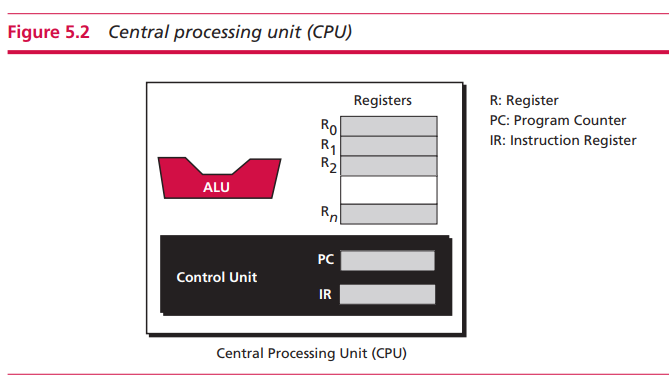 Figure 5.2 Central processing unit (CPU)
Registers
R0
R1
R2
Rn
ALU
Control Unit
PC
IR
R: Register
PC: Program Counter
IR: Instruction Register
Central Processing Unit (CPU)